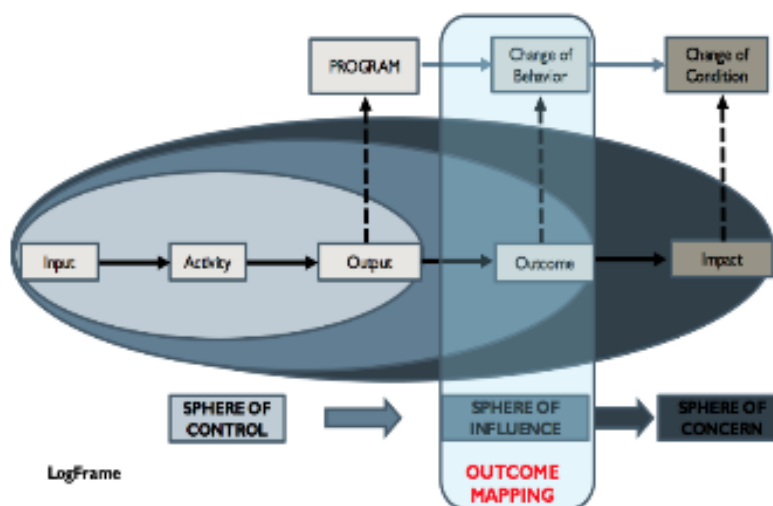 PROGRAM
Change of
Behavior
Change of
Condition
Input
Activity
Output
Outcome
Impact
SPHERE OF
CONTROL
SPHERE OF
INFLUENCE
SPHERE OF
CONCERN
LogFrame
OUTCOME
MAPPING